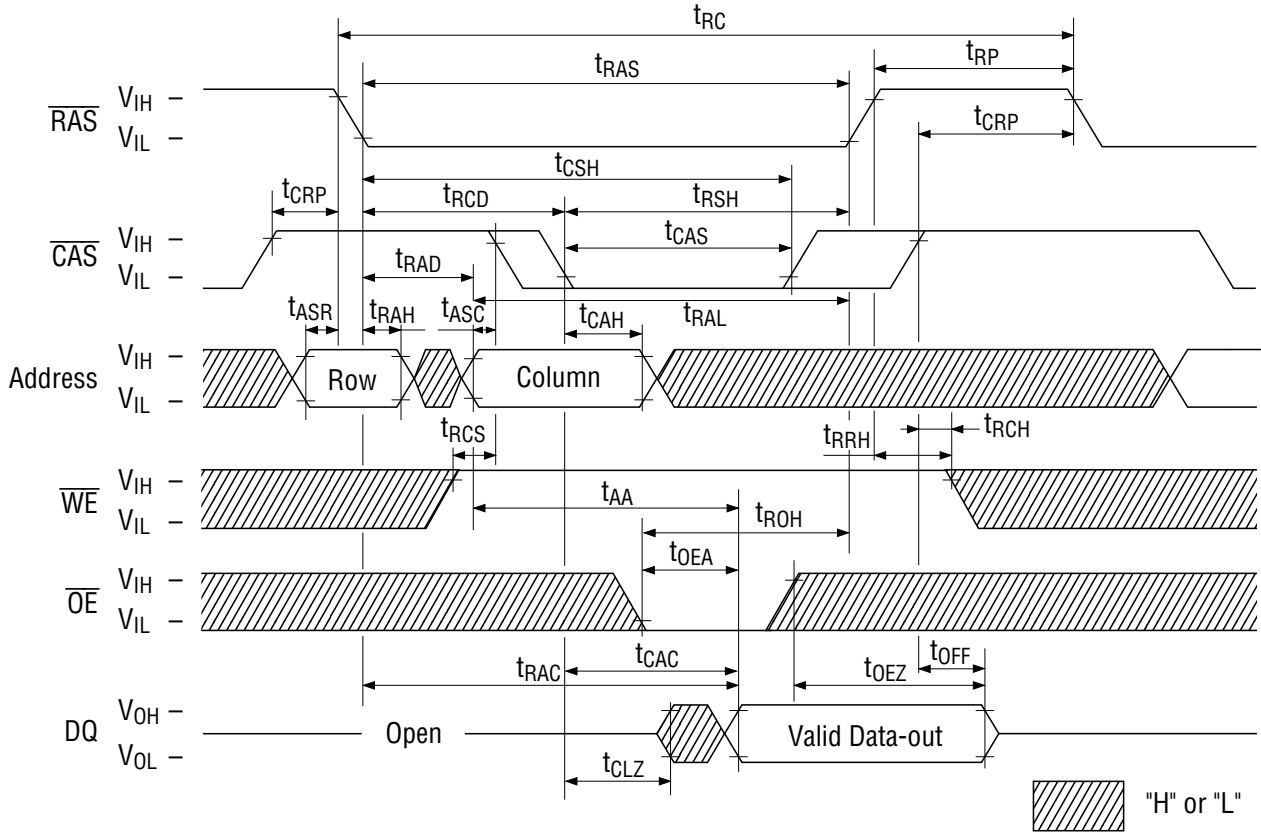 tRC
tRAS
tRP
RAS
VIH –
VIL –
tCRP
tCSH
tCRP
tRCD
tRSH
CAS
VIH –
VIL –
tCAS
tRAD
tRAL
tASR
tRAH
tASC
tCAH
Address
VIH –
VIL –
Row
Column
tRCS
tRRH
tRCH
WE
VIH –
VIL –
tAA
tROH
tOEA
OE
VIH –
VIL –
tRAC
tCAC
tOEZ
tOFF
DQ
VOH –
VOL –
Open
Valid Data-out
tCLZ
"H" or "L"